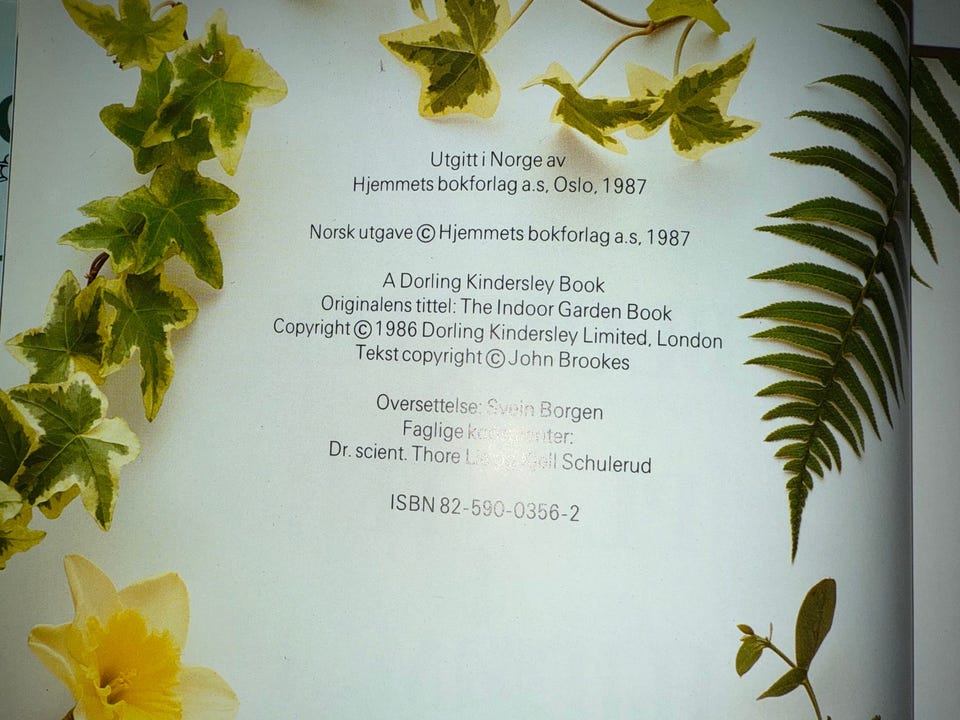 Utgitt i Norge av
Hjemmets bokforlag a.s, Oslo, 1987
Norsk utgave © Hjemmets bokforlag a.s, 1987
A Dorling Kindersley Book
Originalens tittel: The Indoor Garden Book
Copyright © 1986 Dorling Kindersley Limited, London
Tekst copyright © John Brookes
Oversettelse: Svein Borgen
Faglige
Dr. scient. Thore Schulerud
ISBN 82-590-0356-2